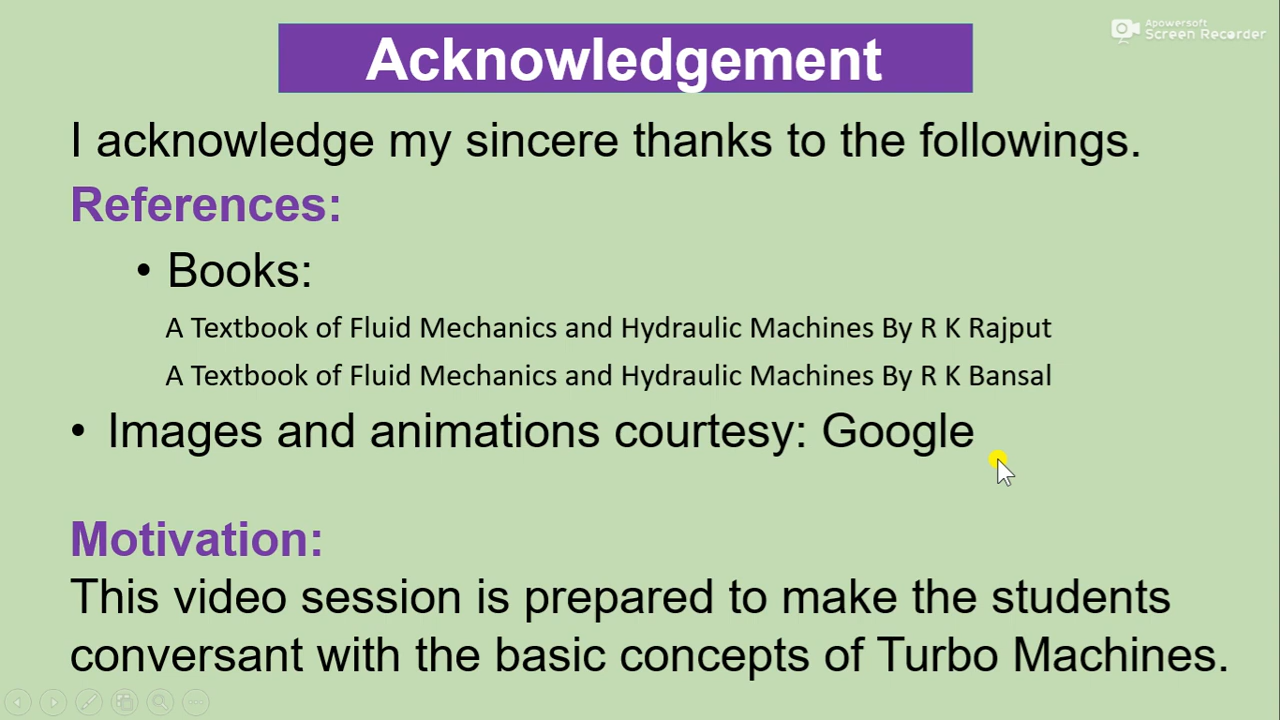 Acknowledgement
Apowersoft
Screen Recorder
I acknowledge my sincere thanks to the followings.
References:
• Books:
A Textbook of Fluid Mechanics and Hydraulic Machines By R K Rajput
A Textbook of Fluid Mechanics and Hydraulic Machines By R K Bansal
• Images and animations courtesy: Google
Motivation:
This video session is prepared to make the students
conversant with the basic concepts of Turbo Machines.